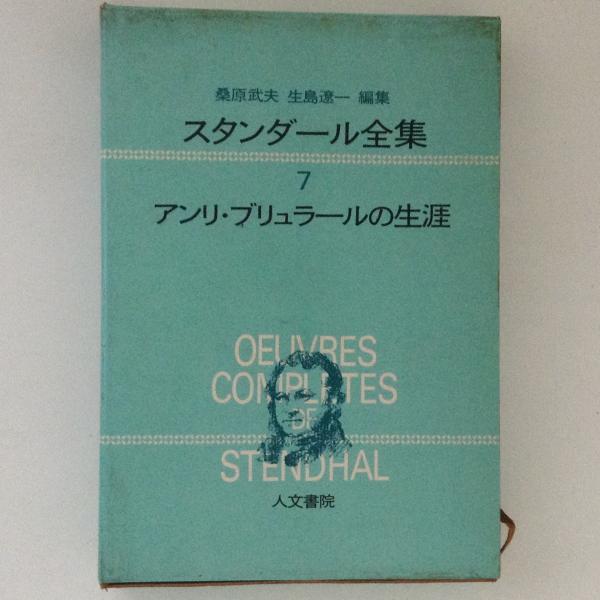 桑原武夫 生島遼一 編集
スタンダール全集
7
アンリ・ブリュラールの生涯
OEUVRES
COMPLETES
DE
STENDHAL
人文書院